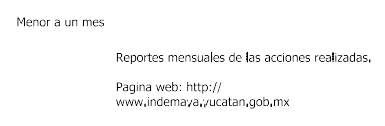 Menor a un mes
Reportes mensuales de las acciones realizadas.
Pagina web: http://
www.indemaya.yucatan.gob.mx